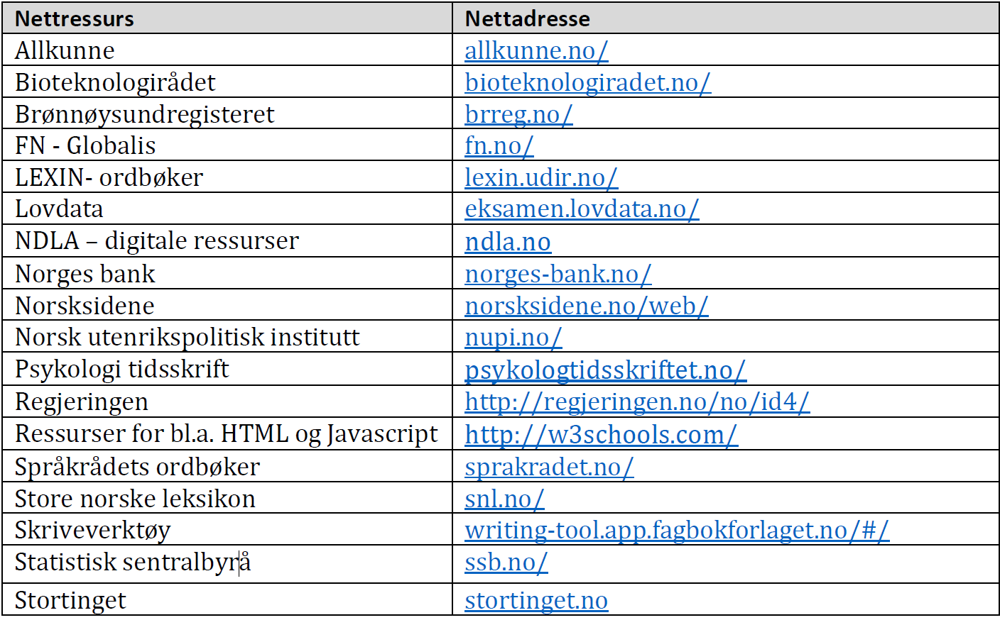 Nettressurs Nettadresse
Allkunne allkunne.no/
Bioteknologirådet bioteknologiradet.no/
Brønnøysundregisteret brreg.no/
FN - Globalis fn.no/
LEXIN- ordbøker lexin.udir.no/
Lovdata eksamen.lovdata.no/
NDLA – digitale ressurser ndla.no
Norges bank norges-bank.no/
Norsksidene norsksidene.no/web/
Norsk utenrikspolitisk institutt nupi.no/
Psykologi tidsskrift psykologtidsskriftet.no/
Regjeringen http://regjeringen.no/no/id4/
Ressurser for bl.a. HTML og Javascript http://w3schools.com/
Språkrådets ordbøker sprakradet.no/
Store norske leksikon snl.no/
Skriveverktøy writing-tool.app.fagbokforlaget.no/#/
Statistisk sentralbyrå ssb.no/
Stortinget stortinget.no